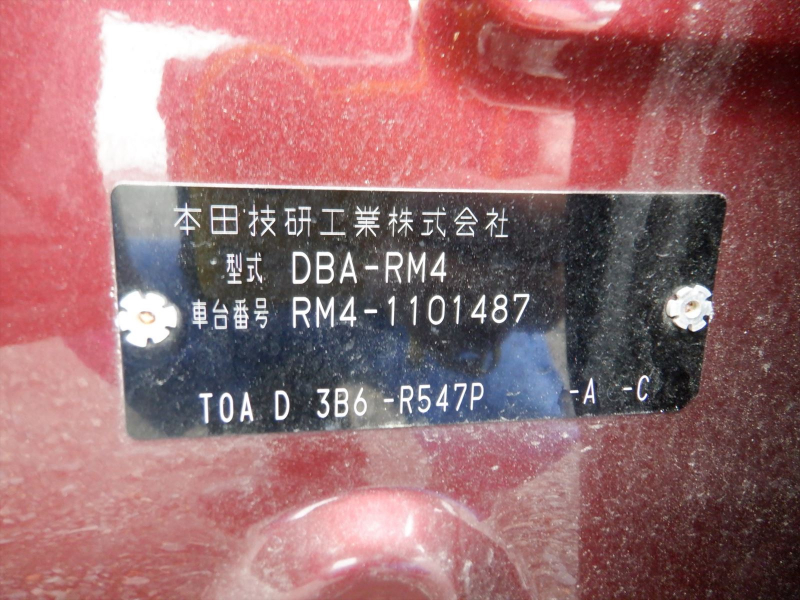 本田技研工業株式会社
型式 DBA-RM4
車台番号 RM4-1101487
TOA D 3B6 -R547P -A -C